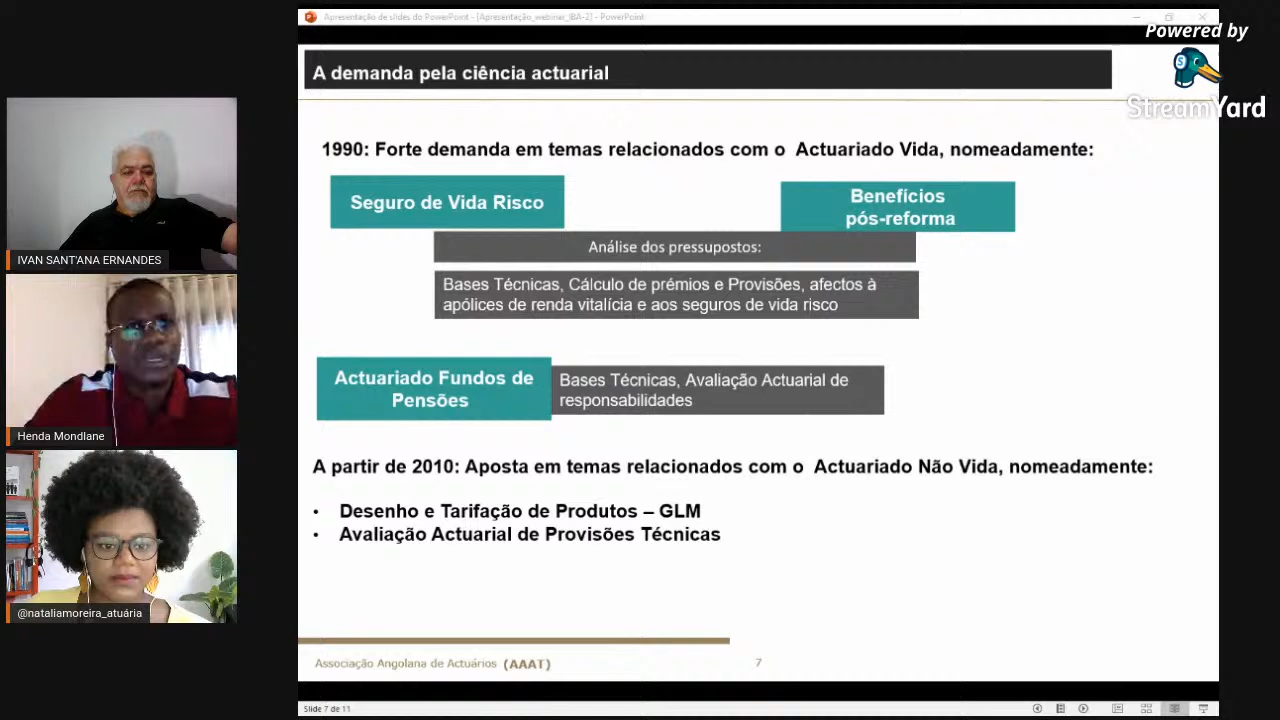 Apresentação de slides do PowerPoint - [Apresentação_webinar_IBA-2] - PowerPoint
Powered by
StreamYard
A demanda pela ciência actuarial
1990: Forte demanda em temas relacionados com o Actuariado Vida, nomeadamente:
Seguro de Vida Risco
Benefícios
pós-reforma
Análise dos pressupostos:
Bases Técnicas, Cálculo de prémios e Provisões, afectos à
apólices de renda vitalícia e aos seguros de vida risco
Actuariado Fundos de
Pensões
Bases Técnicas, Avaliação Actuarial de
responsabilidades
A partir de 2010: Aposta em temas relacionados com o Actuariado Não Vida, nomeadamente:
• Desenho e Tarifação de Produtos – GLM
• Avaliação Actuarial de Provisões Técnicas
Associação Angolana de Actuários (AAAT)
7
Slide 7 de 11
IVAN SANT'ANA ERNANDES
Henda Mondlane
@nataliamoreira_atuária